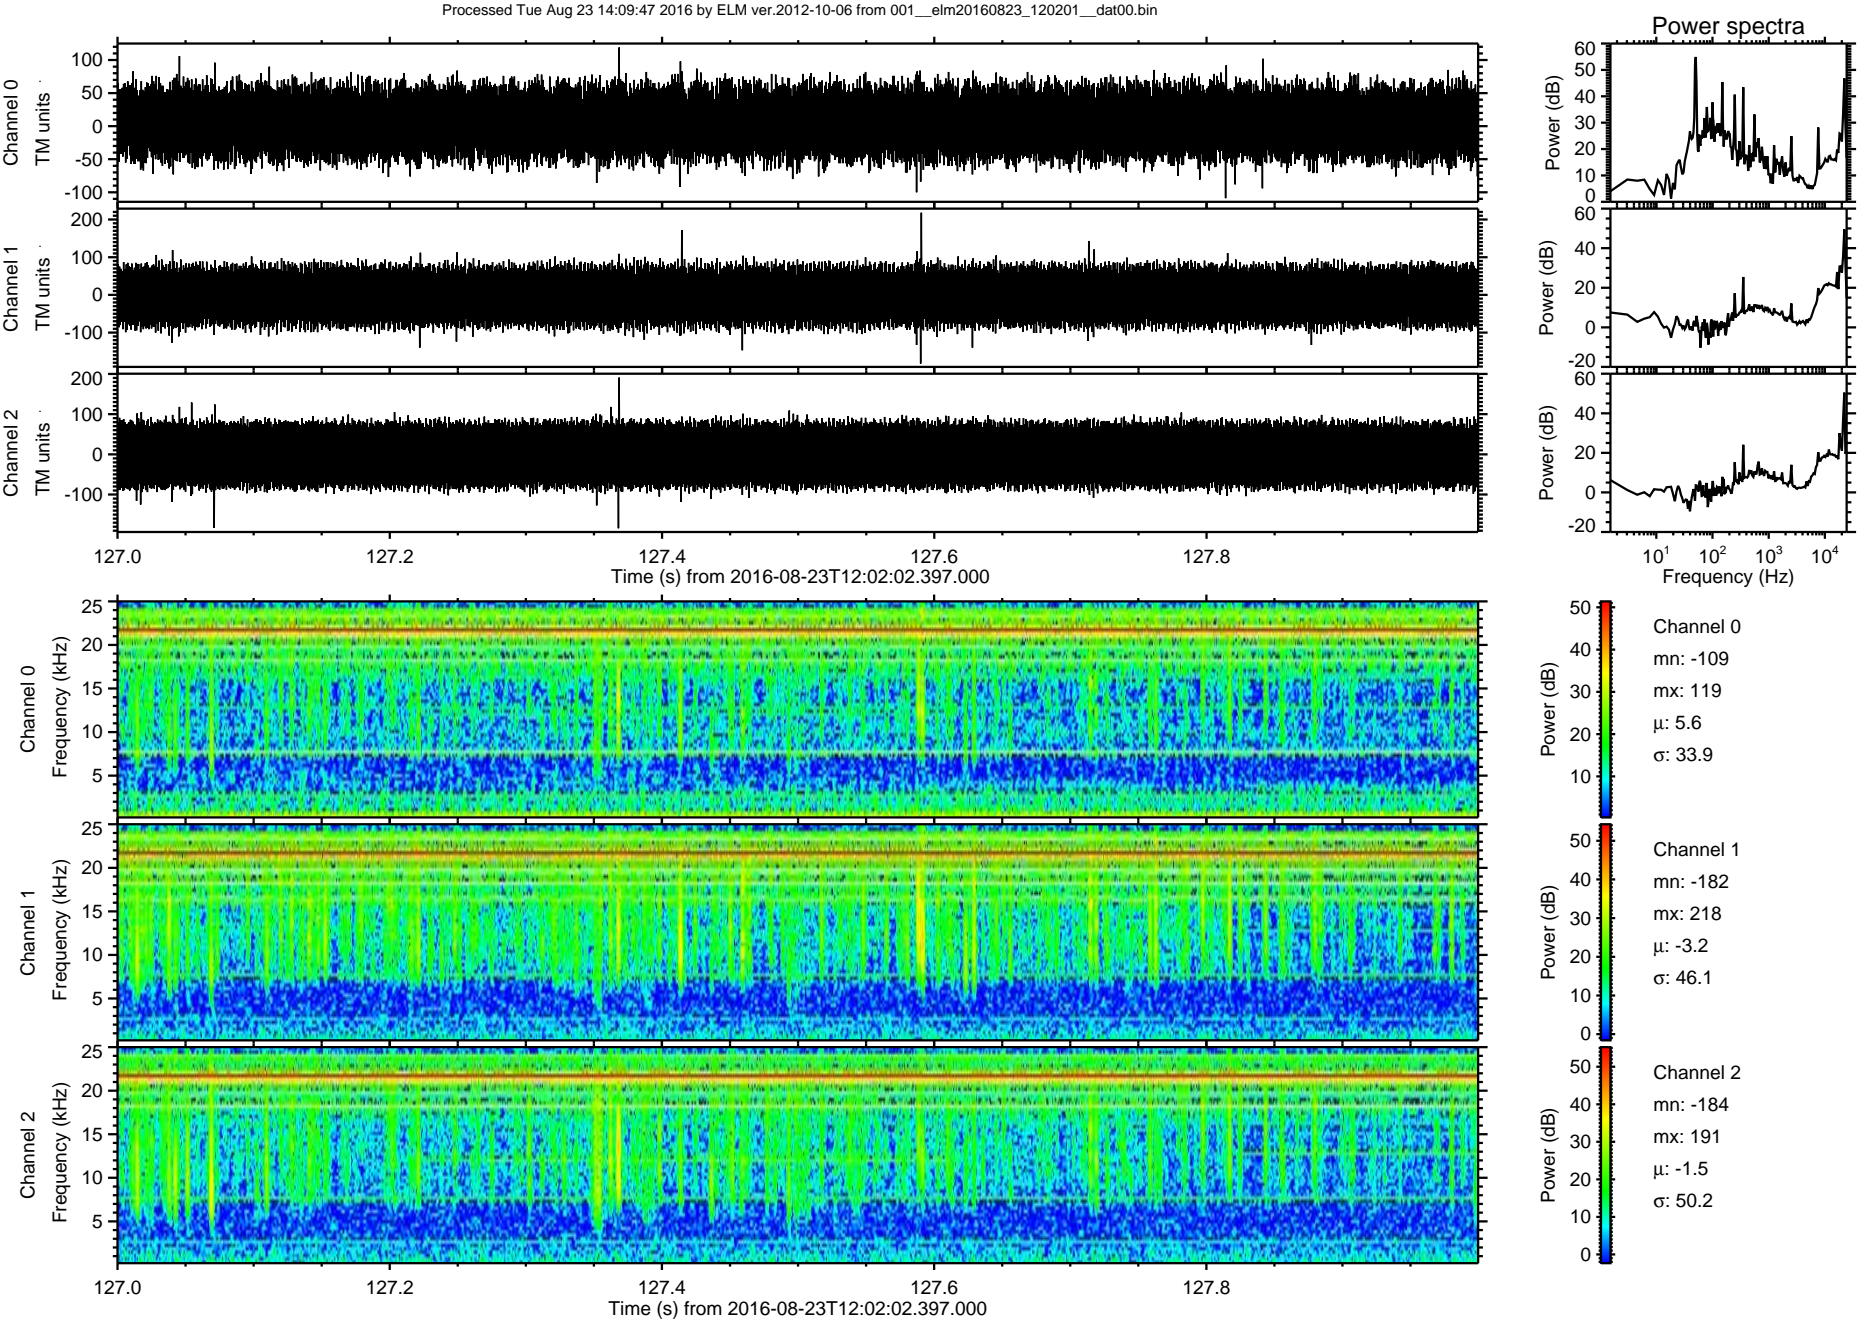 Processed Tue Aug 23 14:09:47 2016 by ELM ver.2012-10-06 from 001__elm20160823_120201__dat00.bin
Power spectra
Channel 0
TM units
100
50
0
-50
-100
Power (dB)
60
50
40
30
20
10
0
Channel 1
TM units
200
100
0
-100
Power (dB)
60
40
20
0
-20
Channel 2
TM units
200
100
0
-100
Power (dB)
60
40
20
0
-20
127.0 127.2 127.4 127.6 127.8
Time (s) from 2016-08-23T12:02:02.397.000
10¹ 10² 10³ 10⁴
Frequency (Hz)
Channel 0
Frequency (kHz)
25
20
15
10
5
Power (dB)
50
40
30
20
10
Channel 0
mn: -109
mx: 119
μ: 5.6
σ: 33.9
Channel 1
Frequency (kHz)
25
20
15
10
5
Power (dB)
50
40
30
20
10
0
Channel 1
mn: -182
mx: 218
μ: -3.2
σ: 46.1
Channel 2
Frequency (kHz)
25
20
15
10
5
Power (dB)
50
40
30
20
10
0
Channel 2
mn: -184
mx: 191
μ: -1.5
σ: 50.2
127.0 127.2 127.4 127.6 127.8
Time (s) from 2016-08-23T12:02:02.397.000